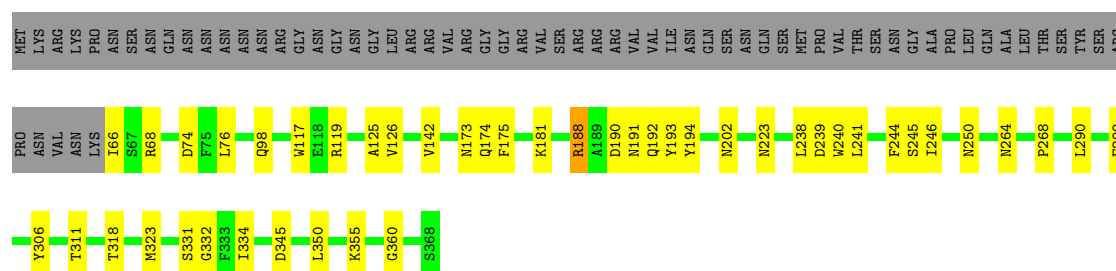 MET LYS ARG LYS PRO ASN SER ASN GLN ASN ASN ASN ASN ASN ARG GLY ASN GLY ASN GLY LEU ARG ARG VAL ARG GLY GLY ARG VAL SER ARG ARG ARG VAL VAL ILE ASN GLN SER ASN GLN SER MET PRO VAL THR SER ASN GLY ALA PRO LEU GLN ALA LEU THR SER TYR SER ARG
PRO ASN VAL ASN LYS I66 S67 R68 D74 F75 L76 Q98 W117 E118 R119 A125 V126 V142 N173 Q174 F175 K181 R188 A189 D190 N191 Q192 Y193 Y194 N202 N223 L238 D239 W240 L241 F244 S245 I246 N250 N264 P268 L290
Y306 T311 T318 M323 S331 G332 F333 I334 D345 L350 K355 G360 S368